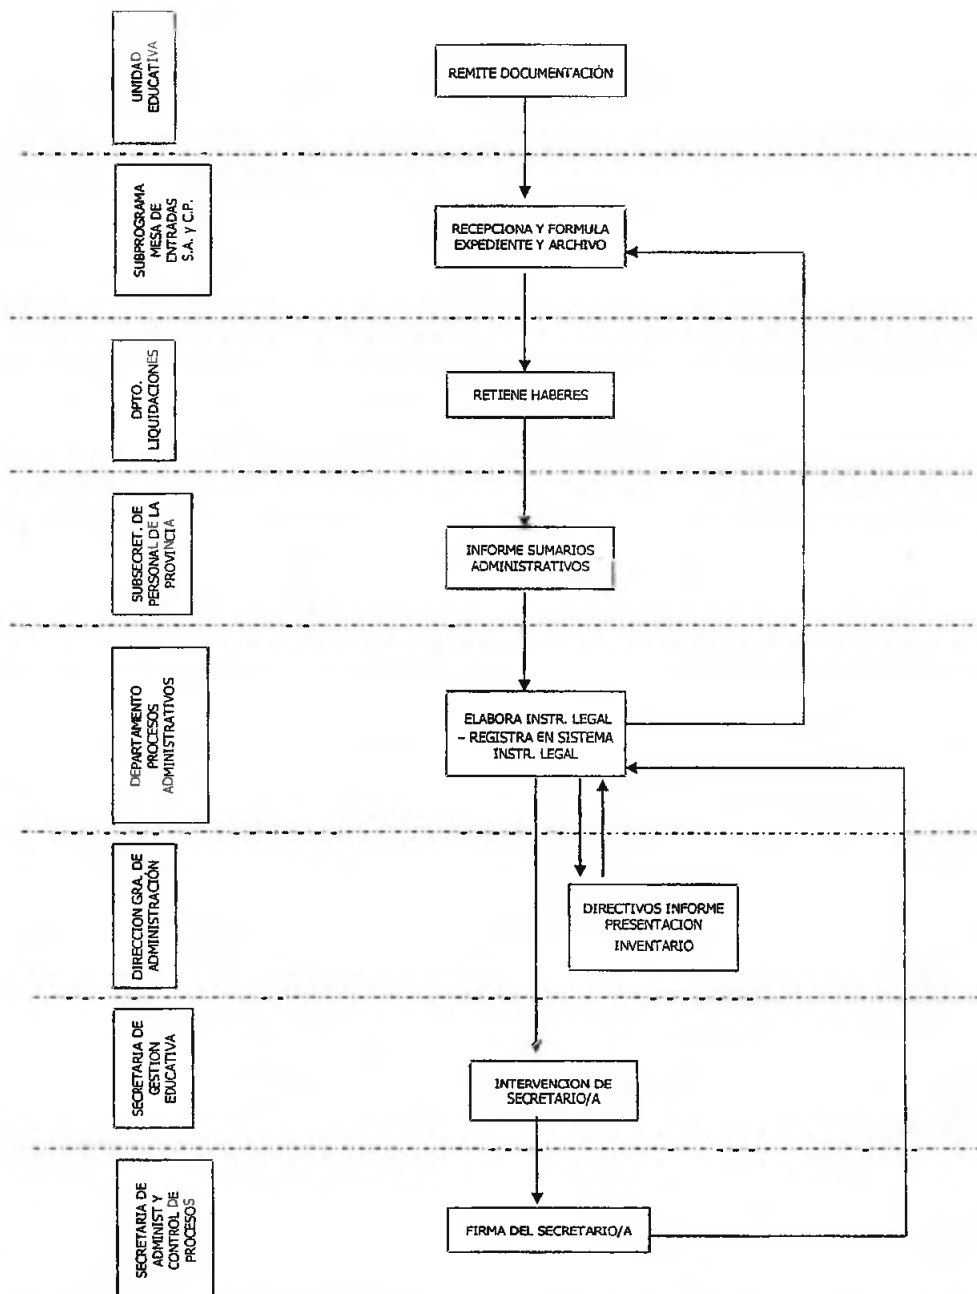 UNIDAD
EDUCATIVA
REMITE DOCUMENTACIÓN
SUBPROGRAMA
MESA DE
ENTRADAS
S.A. y C.P.
RECEPCIONA Y FORMULA
EXPEDIENTE Y ARCHIVO
DPTO.
LIQUIDACIONES
RETIENE HABERES
SUBSECRET. DE
PERSONAL DE LA
PROVINCIA
INFORME SUMARIOS
ADMINISTRATIVOS
DEPARTAMENTO
PROCESOS
ADMINISTRATIVOS
ELABORA INSTR. LEGAL
– REGISTRA EN SISTEMA
INSTR. LEGAL
DIRECCION GRA. DE
ADMINISTRACIÓN
DIRECTIVOS INFORME
PRESENTACION
INVENTARIO
SECRETARIA DE
GESTION
EDUCATIVA
INTERVENCION DE
SECRETARIO/A
SECRETARIA DE
ADMINIST Y
CONTROL DE
PROCESOS
FIRMA DEL SECRETARIO/A